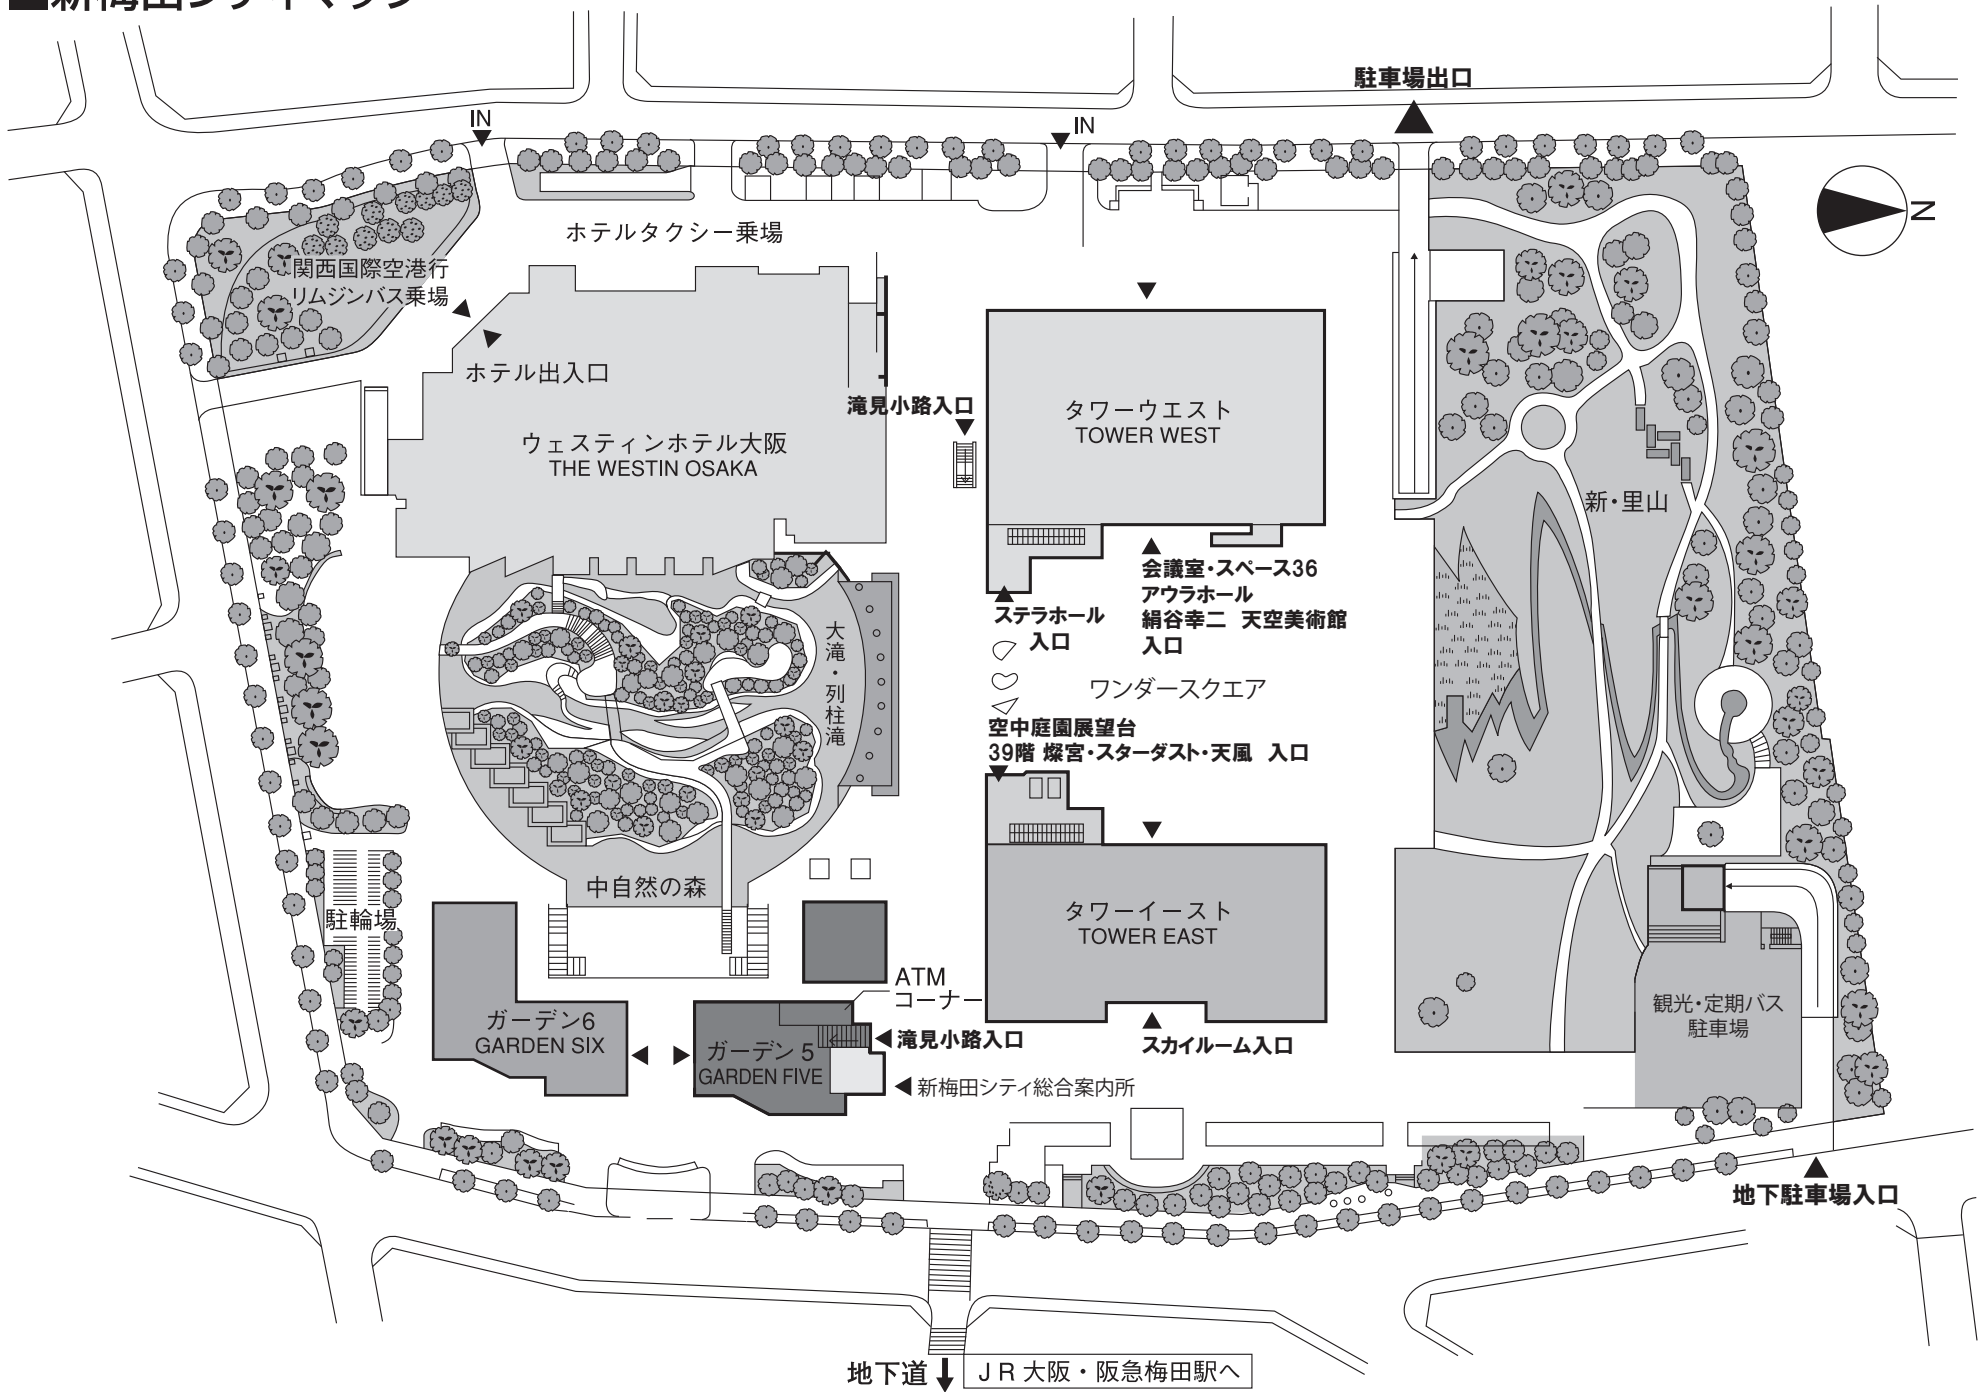 ■新梅田シティマップ
駐車場出口
IN
IN
N
ホテルタクシー乗場
関西国際空港行
リムジンバス乗場
ホテル出入口
滝見小路入口
タワーウエスト
TOWER WEST
ウェスティンホテル大阪
THE WESTIN OSAKA
新・里山
会議室・スペース36
アウラホール
絹谷幸二 天空美術館
入口
ステラホール
入口
大滝・列柱滝
ワンダースクエア
空中庭園展望台
39階 燦宮・スターダスト・天風 入口
中自然の森
駐輪場
タワーイースト
TOWER EAST
ATM
コーナー
観光・定期バス
駐車場
ガーデン6
GARDEN SIX
ガーデン5
GARDEN FIVE
滝見小路入口
スカイルーム入口
新梅田シティ総合案内所
地下駐車場入口
地下道
JR大阪・阪急梅田駅へ